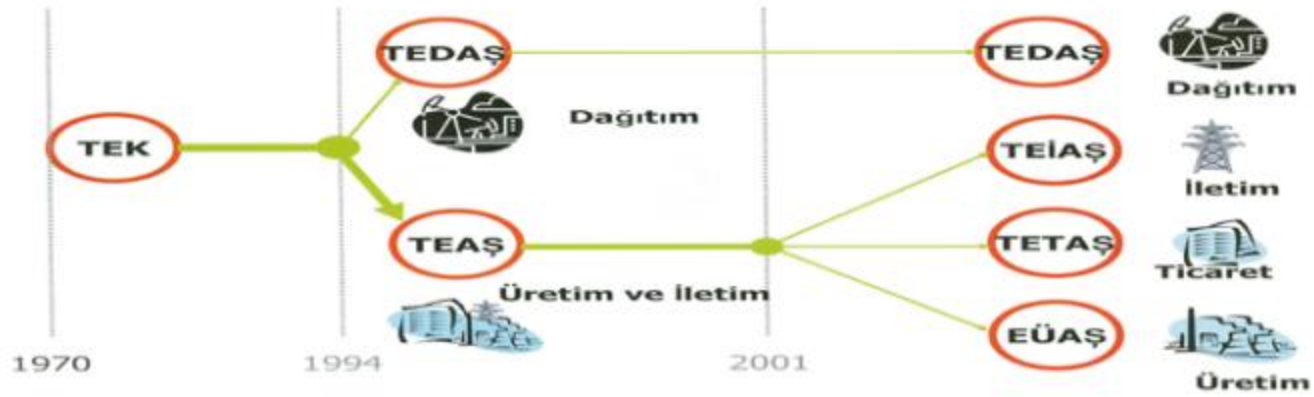 TEDAŞ
TEDAŞ
Dağıtım
Dağıtım
TEK
TEİAŞ
İletim
TEAŞ
TETAŞ
Ticaret
Üretim ve İletim
EÜAŞ
Üretim
1970
1994
2001